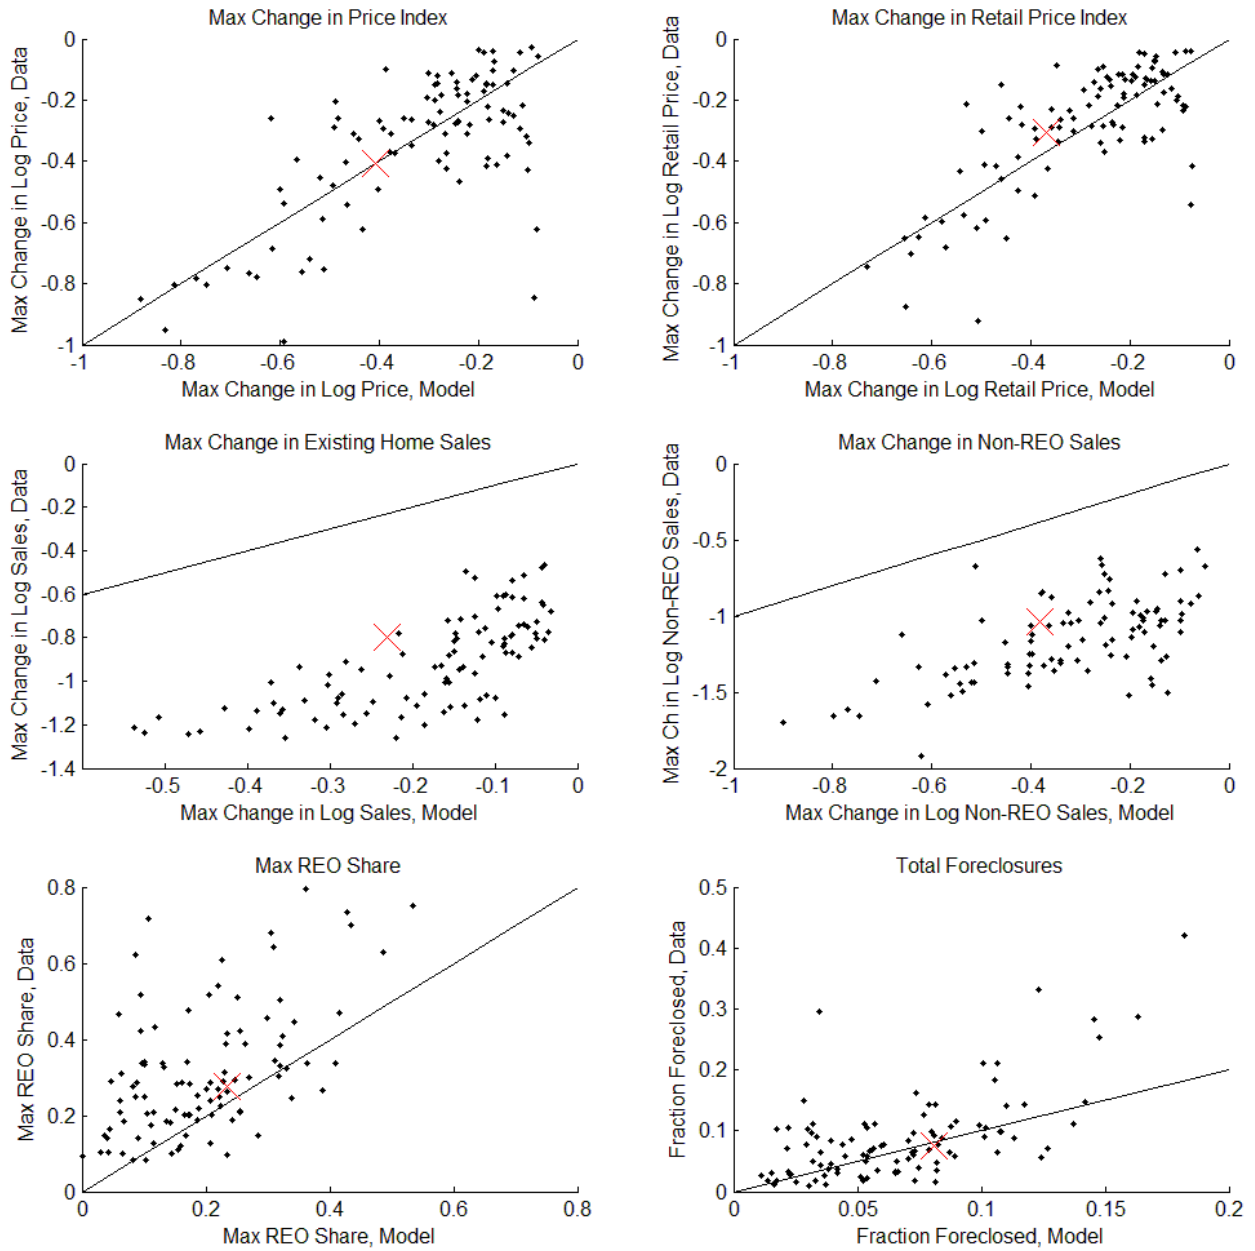 Max Change in Price Index
Max Change in Log Price, Data
0
-0.2
-0.4
-0.6
-0.8
-1
-1 -0.8 -0.6 -0.4 -0.2 0
Max Change in Log Price, Model
Max Change in Retail Price Index
Max Change in Log Retail Price, Data
0
-0.2
-0.4
-0.6
-0.8
-1
-1 -0.8 -0.6 -0.4 -0.2 0
Max Change in Log Retail Price, Model
Max Change in Existing Home Sales
Max Change in Log Sales, Data
0
-0.2
-0.4
-0.6
-0.8
-1
-1.2
-1.4
-0.5 -0.4 -0.3 -0.2 -0.1 0
Max Change in Log Sales, Model
Max Change in Non-REO Sales
Max Ch in Log Non-REO Sales, Data
0
-0.5
-1
-1.5
-2
-1 -0.8 -0.6 -0.4 -0.2 0
Max Change in Log Non-REO Sales, Model
Max REO Share
Max REO Share, Data
0.8
0.6
0.4
0.2
0
0 0.2 0.4 0.6 0.8
Max REO Share, Model
Total Foreclosures
Fraction Foreclosed, Data
0.5
0.4
0.3
0.2
0.1
0
0 0.05 0.1 0.15 0.2
Fraction Foreclosed, Model